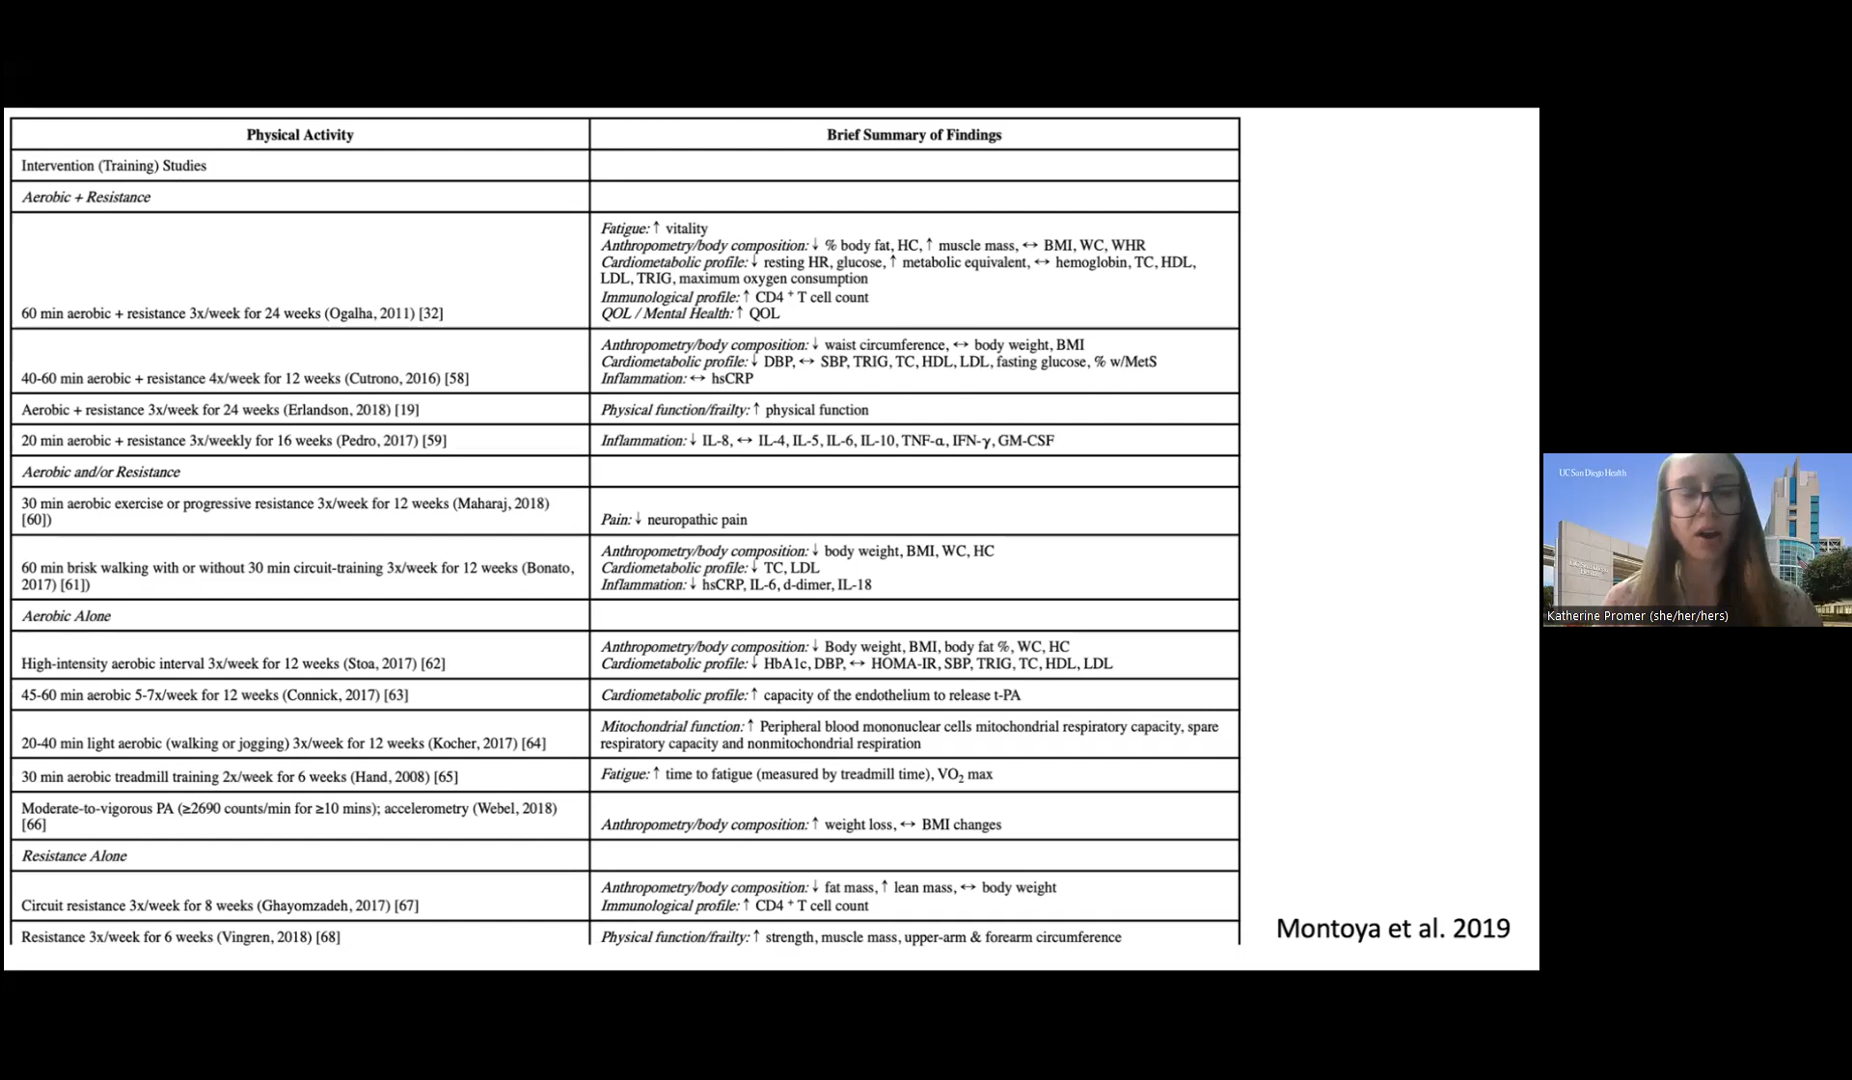 Physical Activity
Brief Summary of Findings
Intervention (Training) Studies
Aerobic + Resistance
60 min aerobic + resistance 3x/week for 24 weeks (Ogalha, 2011) [32]
Fatigue: ↑ vitality
Anthropometry/body composition: ↓ % body fat, HC, ↑ muscle mass, ↔ BMI, WC, WHR
Cardiometabolic profile: ↓ resting HR, glucose, ↑ metabolic equivalent, ↔ hemoglobin, TC, HDL,
LDL, TRIG, maximum oxygen consumption
Immunological profile: ↑ CD4 + T cell count
QOL / Mental Health: ↑ QOL
40-60 min aerobic + resistance 4x/week for 12 weeks (Cutrono, 2016) [58]
Anthropometry/body composition: ↓ waist circumference, ↔ body weight, BMI
Cardiometabolic profile: ↓ DBP, ↔ SBP, TRIG, TC, HDL, LDL, fasting glucose, % w/MetS
Inflammation: ↔ hsCRP
Aerobic + resistance 3x/week for 24 weeks (Erlandson, 2018) [19]
Physical function/frailty: ↑ physical function
20 min aerobic + resistance 3x/weekly for 16 weeks (Pedro, 2017) [59]
Inflammation: ↓ IL-8, ↔ IL-4, IL-5, IL-6, IL-10, TNF-α, IFN-γ, GM-CSF
Aerobic and/or Resistance
30 min aerobic exercise or progressive resistance 3x/week for 12 weeks (Maharaj, 2018)
[60])
Pain: ↓ neuropathic pain
60 min brisk walking with or without 30 min circuit-training 3x/week for 12 weeks (Bonato,
2017) [61])
Anthropometry/body composition: ↓ body weight, BMI, WC, HC
Cardiometabolic profile: ↓ TC, LDL
Inflammation: ↓ hsCRP, IL-6, d-dimer, IL-18
Aerobic Alone
High-intensity aerobic interval 3x/week for 12 weeks (Stoa, 2017) [62]
Anthropometry/body composition: ↓ Body weight, BMI, body fat %, WC, HC
Cardiometabolic profile: ↓ HbA1c, DBP, ↔ HOMA-IR, SBP, TRIG, TC, HDL, LDL
45-60 min aerobic 5-7x/week for 12 weeks (Connick, 2017) [63]
Cardiometabolic profile: ↑ capacity of the endothelium to release t-PA
20-40 min light aerobic (walking or jogging) 3x/week for 12 weeks (Kocher, 2017) [64]
Mitochondrial function: ↑ Peripheral blood mononuclear cells mitochondrial respiratory capacity, spare
respiratory capacity and nonmitochondrial respiration
30 min aerobic treadmill training 2x/week for 6 weeks (Hand, 2008) [65]
Fatigue: ↑ time to fatigue (measured by treadmill time), VO2 max
Moderate-to-vigorous PA (≥2690 counts/min for ≥10 mins); accelerometry (Webel, 2018)
[66]
Anthropometry/body composition: ↑ weight loss, ↔ BMI changes
Resistance Alone
Circuit resistance 3x/week for 8 weeks (Ghayomzadeh, 2017) [67]
Anthropometry/body composition: ↓ fat mass, ↑ lean mass, ↔ body weight
Immunological profile: ↑ CD4 + T cell count
Resistance 3x/week for 6 weeks (Vingren, 2018) [68]
Physical function/frailty: ↑ strength, muscle mass, upper-arm & forearm circumference
Montoya et al. 2019
UC San Diego Health
Katherine Promer (she/her/hers)